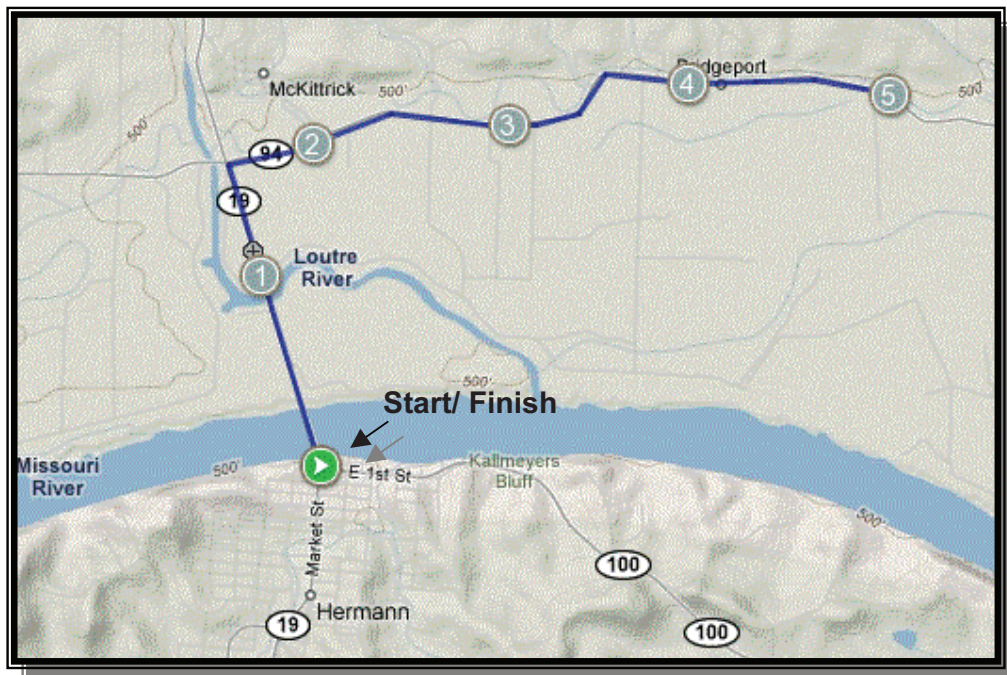 McKittrick
500'
Bridgeport
4
5
500'
500'
3
2
94
19
Loutre
River
1
500'
Start/ Finish
Missouri
River
500'
E 1st St
Kallmeyers
Bluff
500'
Market St
100
Hermann
19
100